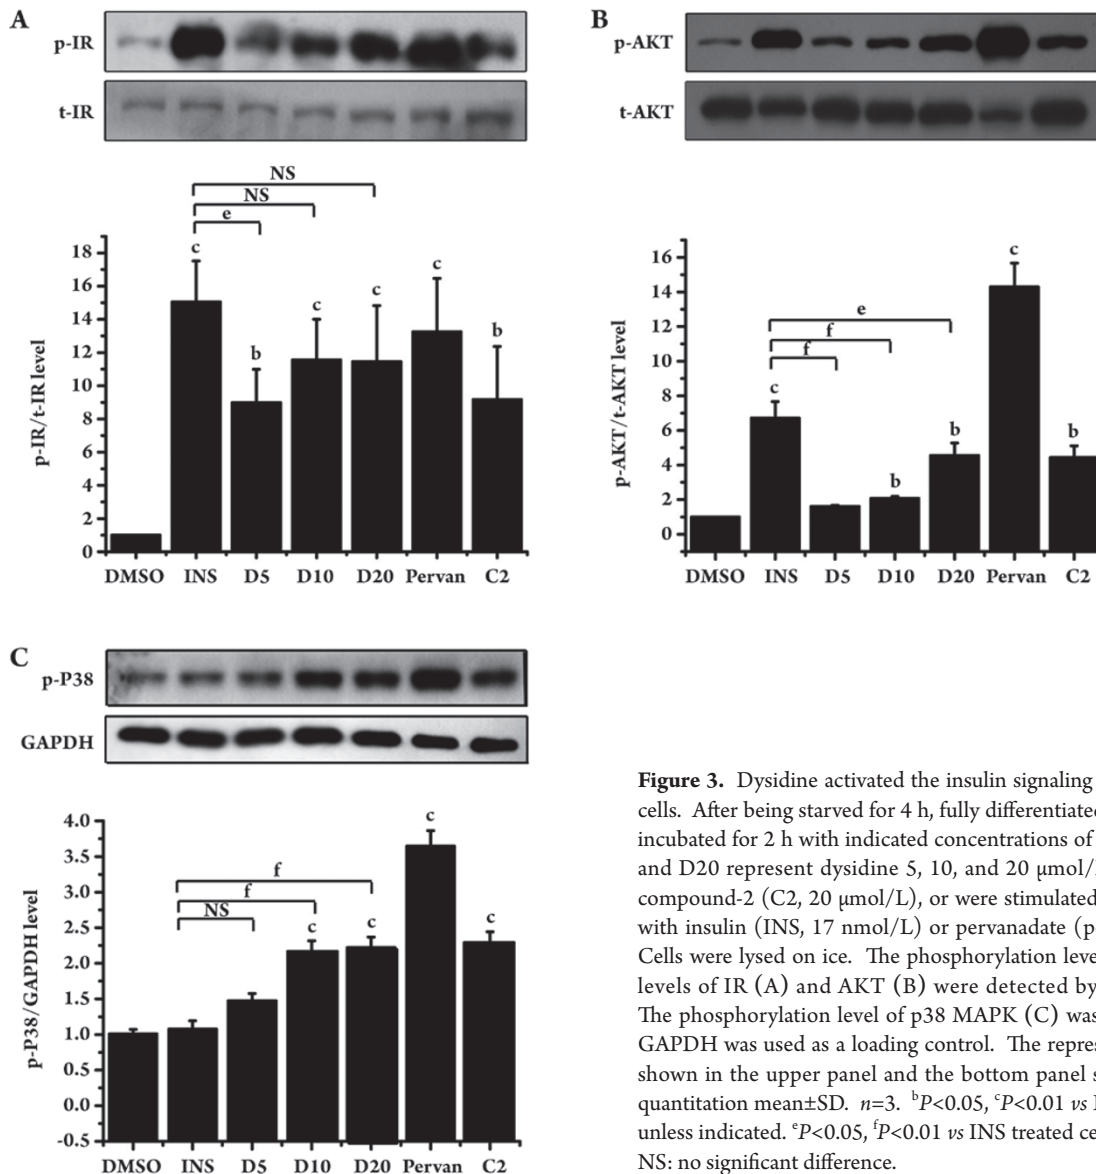 A
p-IR
t-IR
NS
NS
e
p-IR/t-IR level
18
16
14
12
10
8
6
4
2
0
c
b
c
c
c
b
DMSO INS D5 D10 D20 Pervan C2
B
p-AKT
t-AKT
p-AKT/t-AKT level
16
14
12
10
8
6
4
2
0
e
f
f
c
b
b
c
b
DMSO INS D5 D10 D20 Pervan C2
C
p-P38
GAPDH
p-P38/GAPDH level
4.0
3.5
3.0
2.5
2.0
1.5
1.0
0.5
0.0
-0.5
f
f
NS
c
c
c
c
DMSO INS D5 D10 D20 Pervan C2
Figure 3. Dysidine activated the insulin signaling
cells. After being starved for 4 h, fully differentiated
incubated for 2 h with indicated concentrations of
and D20 represent dysidine 5, 10, and 20 μmol/
compound-2 (C2, 20 μmol/L), or were stimulated
with insulin (INS, 17 nmol/L) or pervanadate (p
Cells were lysed on ice. The phosphorylation leve
levels of IR (A) and AKT (B) were detected by
The phosphorylation level of p38 MAPK (C) was
GAPDH was used as a loading control. The repres
shown in the upper panel and the bottom panel s
quantitation mean±SD. n=3. ᵇP<0.05, ᶜP<0.01 vs
unless indicated. ᵉP<0.05, ᶠP<0.01 vs INS treated ce
NS: no significant difference.